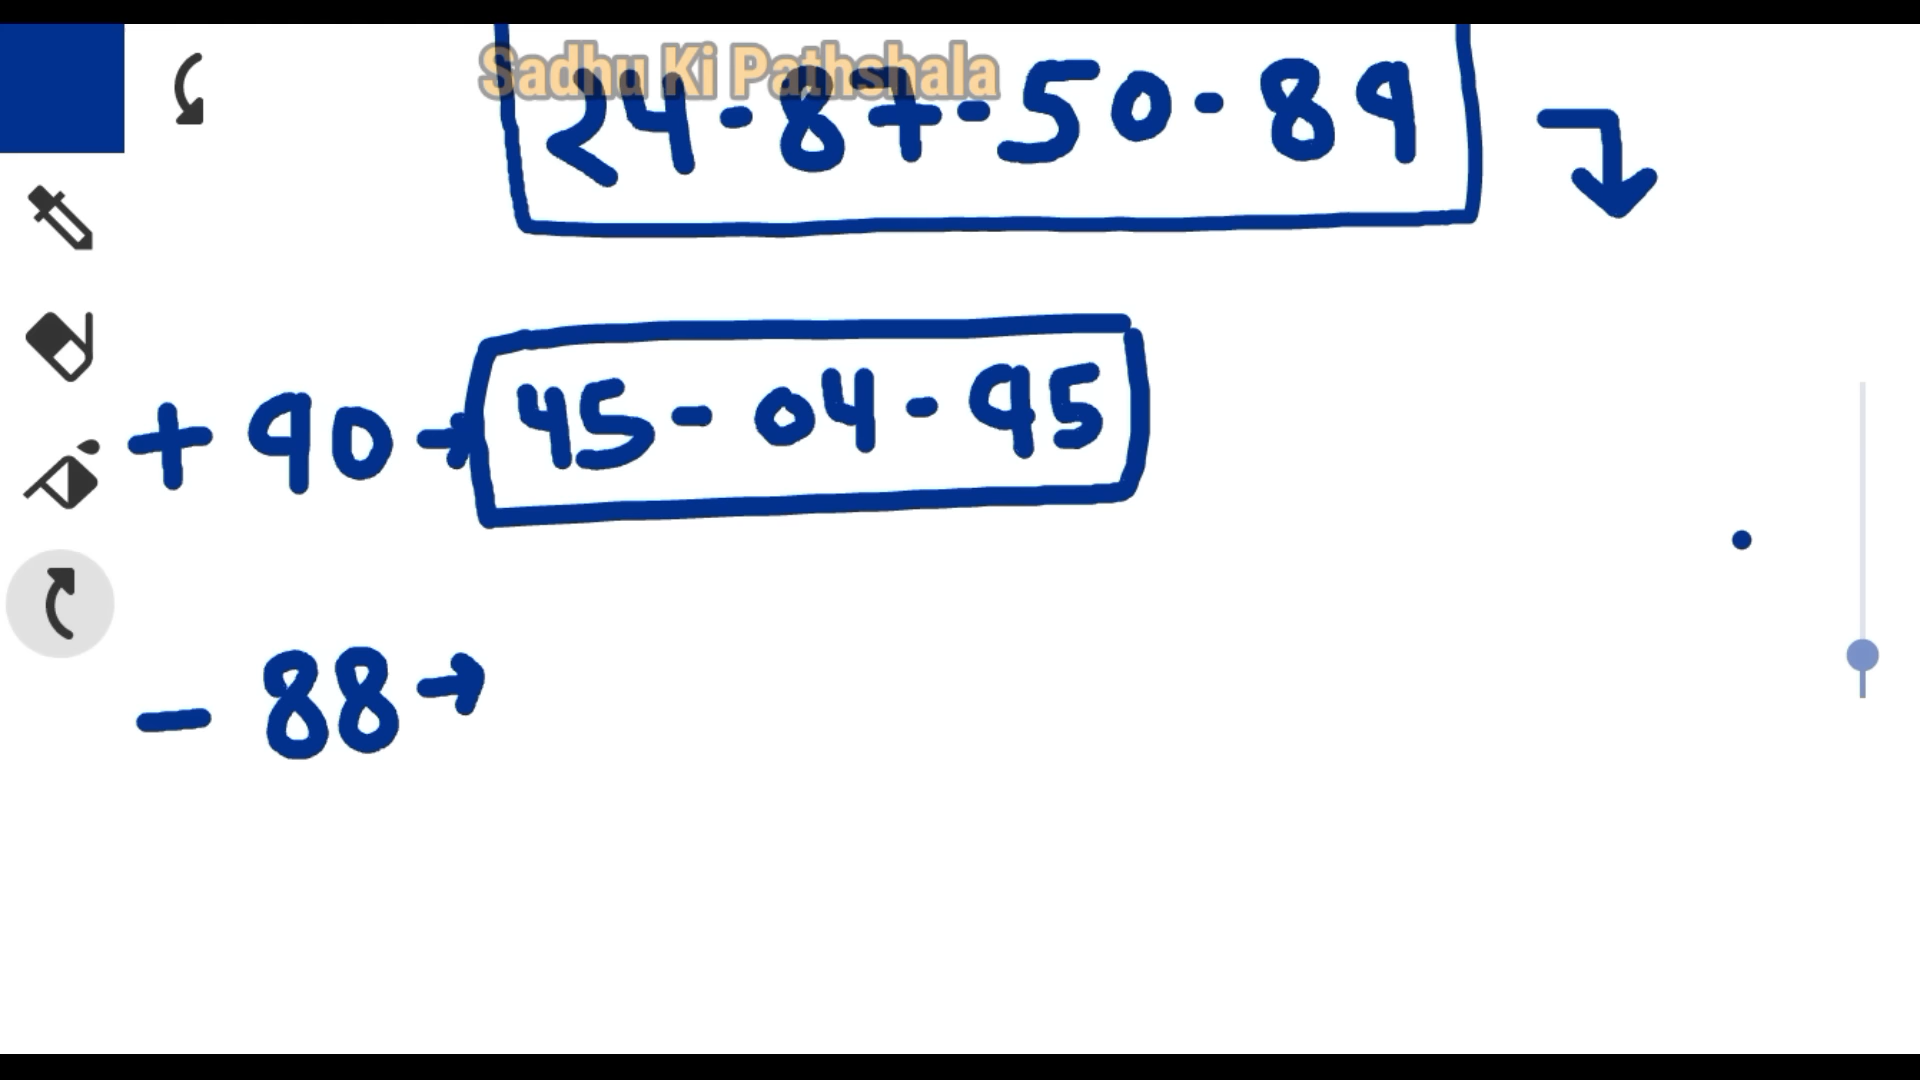 Sadhu Ki Pathshala
24-87-50-89
+ 90 → 45-04-95
- 88 →